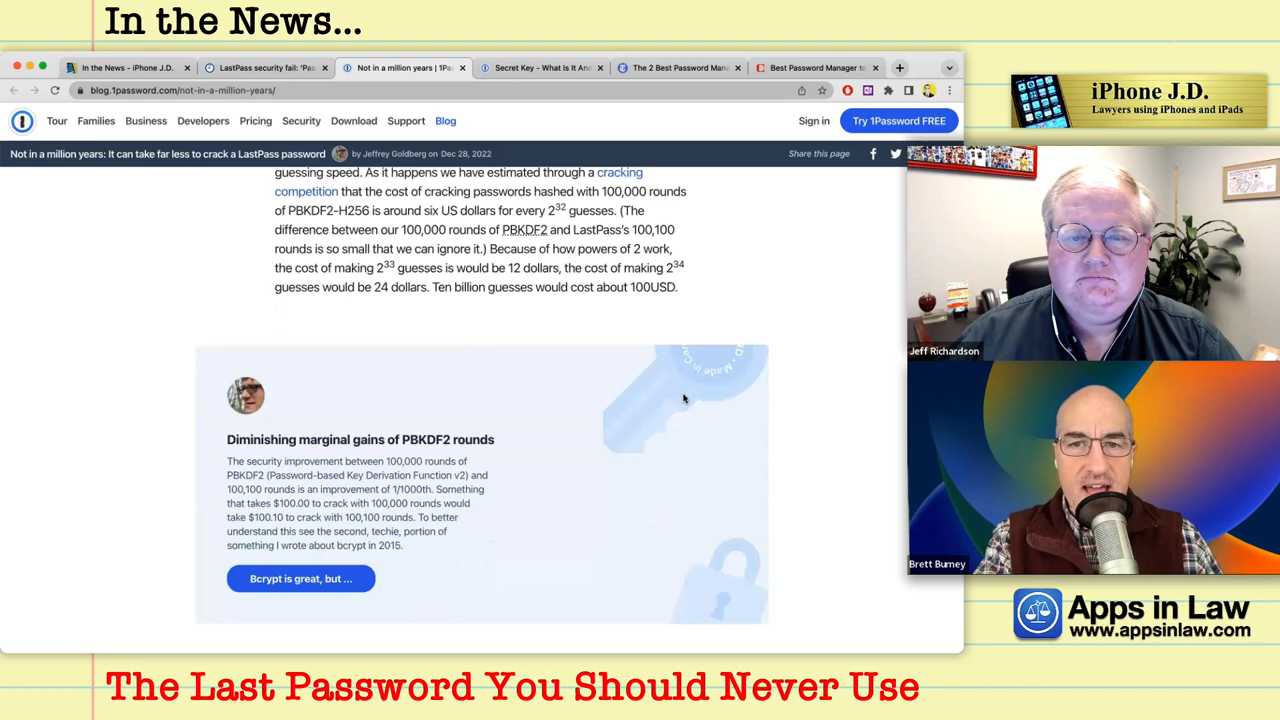 In the News...
In the News - iPhone J.D.
LastPass security fail: 'Pas
Not in a million years | 1Pas
Secret Key - What Is It And
The 2 Best Password Mana
Best Password Manager to
blog.1password.com/not-in-a-million-years/
Tour Families Business Developers Pricing Security Download Support Blog Sign in Try 1Password FREE
Not in a million years: It can take far less to crack a LastPass password by Jeffrey Goldberg on Dec 28, 2022 Share this page
guessing speed. As it happens we have estimated through a cracking
competition that the cost of cracking passwords hashed with 100,000 rounds
of PBKDF2-H256 is around six US dollars for every 2³² guesses. (The
difference between our 100,000 rounds of PBKDF2 and LastPass's 100,100
rounds is so small that we can ignore it.) Because of how powers of 2 work,
the cost of making 2³³ guesses is would be 12 dollars, the cost of making 2³⁴
guesses would be 24 dollars. Ten billion guesses would cost about 100USD.
Made in Can
Diminishing marginal gains of PBKDF2 rounds
The security improvement between 100,000 rounds of
PBKDF2 (Password-based Key Derivation Function v2) and
100,100 rounds is an improvement of 1/1000th. Something
that takes $100.00 to crack with 100,000 rounds would
take $100.10 to crack with 100,100 rounds. To better
understand this see the second, techie, portion of
something I wrote about bcrypt in 2015.
Bcrypt is great, but ...
iPhone J.D.
Lawyers using iPhones and iPads
Jeff Richardson
Brett Burney
Apps in Law
www.appsinlaw.com
The Last Password You Should Never Use